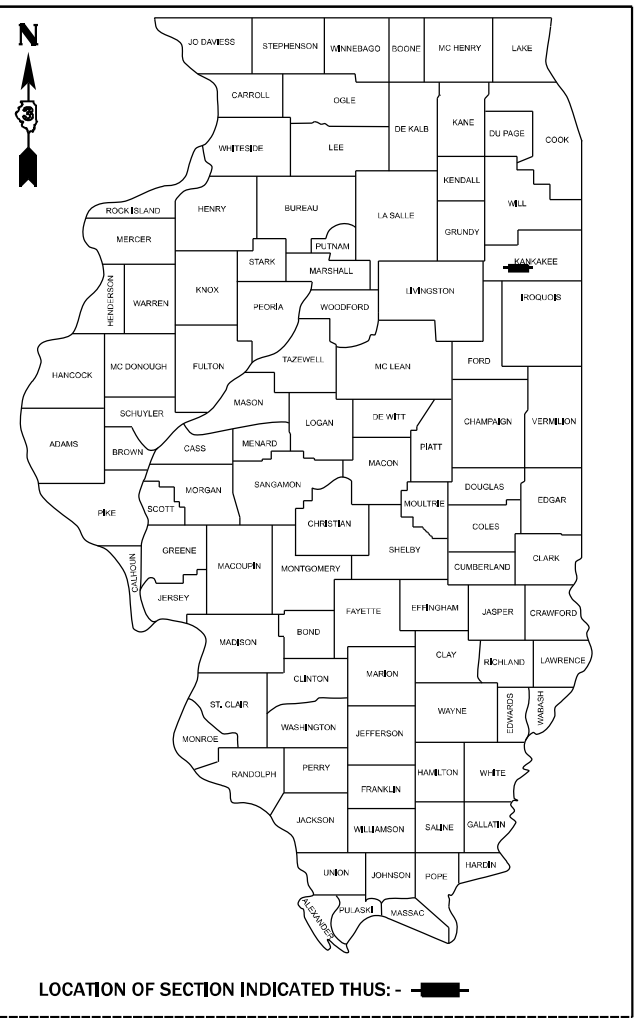 N
3
JO DAVIESS
STEPHENSON
WINNEBAGO
BOONE
MC HENRY
LAKE
CARROLL
OGLE
DE KALB
KANE
DU PAGE
COOK
WHITESIDE
LEE
KENDALL
WILL
ROCK ISLAND
HENRY
BUREAU
LA SALLE
GRUNDY
MERCER
PUTNAM
STARK
MARSHALL
KANKAKEE
HENDERSON
WARREN
KNOX
PEORIA
WOODFORD
LIVINGSTON
IROQUOIS
HANCOCK
MC DONOUGH
FULTON
TAZEWELL
MC LEAN
FORD
SCHUYLER
MASON
LOGAN
DE WITT
CHAMPAIGN
VERMILION
ADAMS
BROWN
CASS
MENARD
PIATT
MACON
MORGAN
SANGAMON
DOUGLAS
EDGAR
PIKE
SCOTT
CHRISTIAN
MOULTRIE
COLES
CALHOUN
GREENE
MACOUPIN
MONTGOMERY
SHELBY
CUMBERLAND
CLARK
JERSEY
FAYETTE
EFFINGHAM
JASPER
CRAWFORD
MADISON
BOND
CLAY
RICHLAND
LAWRENCE
CLINTON
MARION
ST. CLAIR
WAYNE
EDWARDS
WABASH
WASHINGTON
JEFFERSON
MONROE
RANDOLPH
PERRY
HAMILTON
WHITE
FRANKLIN
JACKSON
WILLIAMSON
SALINE
GALLATIN
UNION
JOHNSON
POPE
HARDIN
ALEXANDER
PULASKI
MASSAC
LOCATION OF SECTION INDICATED THUS: -